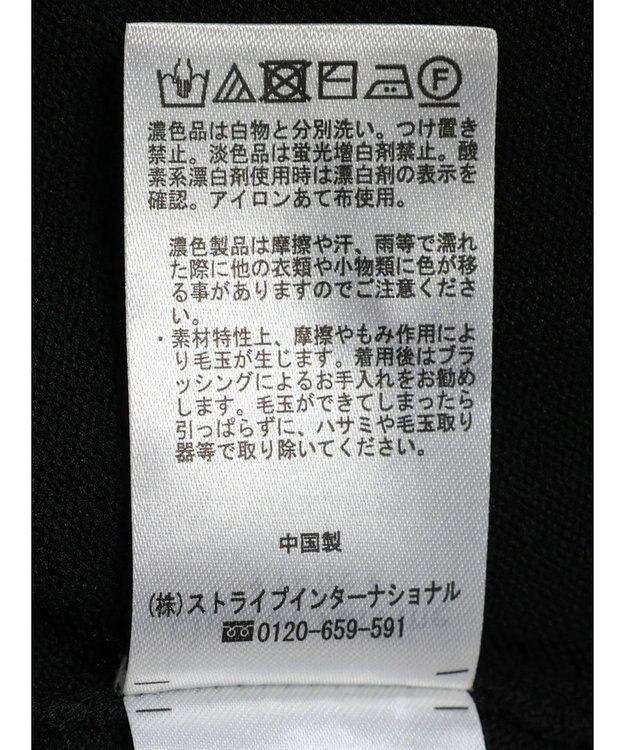 F
濃色品は白物と分別洗い。つけ置き
禁止。淡色品は蛍光増白剤禁止。酸
素系漂白剤使用時は漂白剤の表示を
確認。アイロンあて布使用。
濃色製品は摩擦や汗、雨等で濡れ
た際に他の衣類や小物類に色が移
る事がありますのでご注意くださ
い。
・素材特性上、摩擦やもみ作用によ
り毛玉が生じます。着用後はブラ
ッシングによるお手入れをお勧め
します。毛玉ができてしまったら
引っぱらずに、ハサミや毛玉取り
器等で取り除いてください。
中国製
(株)ストライプインターナショナル
0120-659-591